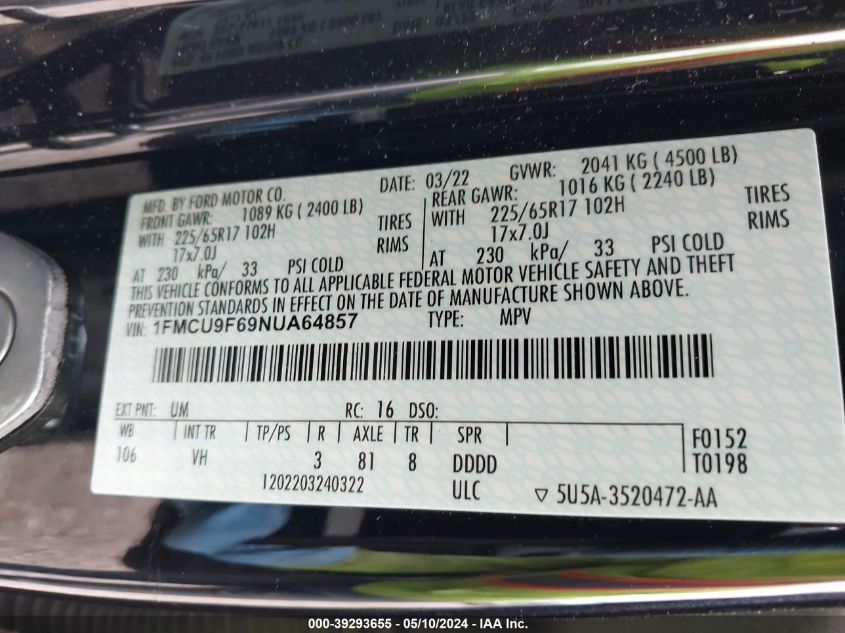 MFD. BY FORD MOTOR CO.
DATE: 03/22 GVWR: 2041 KG ( 4500 LB)
FRONT GAWR: 1089 KG ( 2400 LB)
REAR GAWR: 1016 KG ( 2240 LB)
WITH 225/65R17 102H TIRES
WITH 225/65R17 102H TIRES
17x7.0J RIMS
17x7.0J RIMS
AT 230 kPa/ 33 PSI COLD
AT 230 kPa/ 33 PSI COLD
THIS VEHICLE CONFORMS TO ALL APPLICABLE FEDERAL MOTOR VEHICLE SAFETY AND THEFT
PREVENTION STANDARDS IN EFFECT ON THE DATE OF MANUFACTURE SHOWN ABOVE.
VIN: 1FMCU9F69NUA64857 TYPE: MPV
EXT PNT: UM RC: 16 DSO:
WB INT TR TP/PS R AXLE TR SPR
106 VH 3 81 8 DDDD
F0152
T0198
1202203240322 ULC ▽ 5U5A-3520472-AA
000-39293655 - 05/10/2024 - IAA Inc.